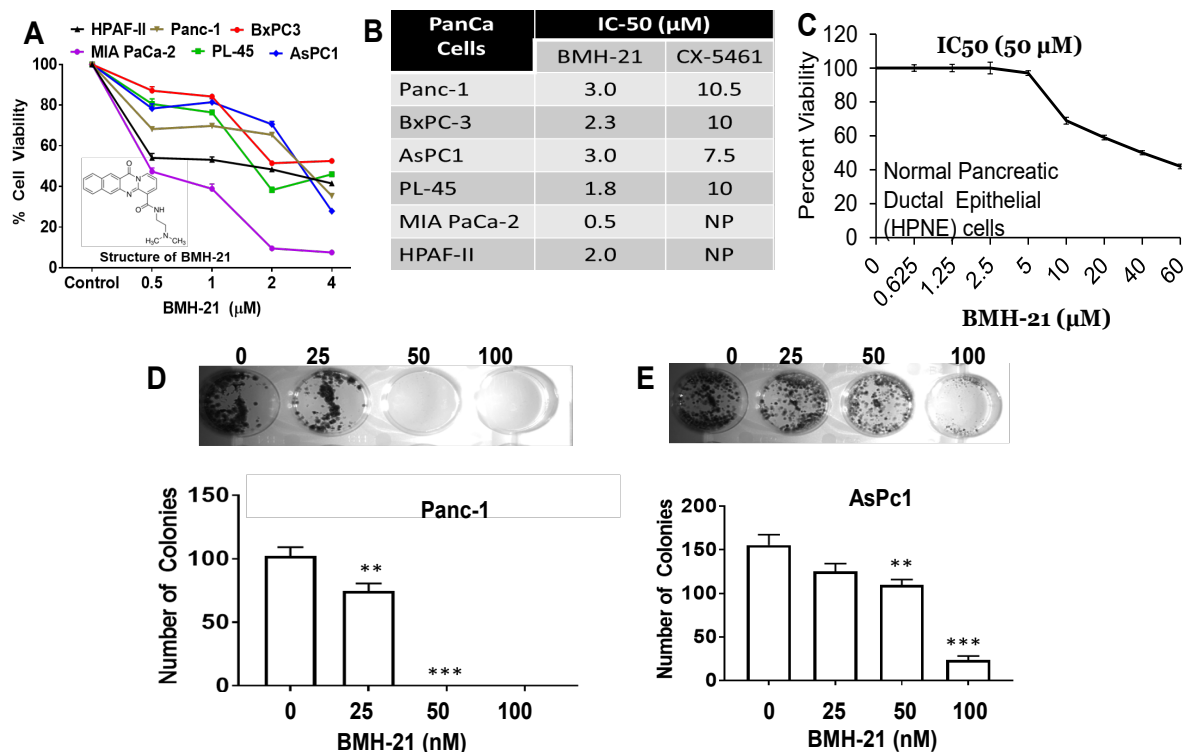 A
HPAF-II Panc-1 BxPC3
MIA PaCa-2 PL-45 AsPC1
% Cell Viability
100
80
60
40
20
0
O
N
N
O
NH
N
H₃C CH₃
Structure of BMH-21
Control 0.5 1 2 4
BMH-21 (μM)
B
PanCa Cells IC-50 (μM)
BMH-21 CX-5461
Panc-1 3.0 10.5
BxPC-3 2.3 10
AsPC1 3.0 7.5
PL-45 1.8 10
MIA PaCa-2 0.5 NP
HPAF-II 2.0 NP
C
IC50 (50 μM)
Percent Viability
120
100
80
60
40
20
0
Normal Pancreatic
Ductal Epithelial
(HPNE) cells
0 0.625 1.25 2.5 5 10 20 40 60
BMH-21 (μM)
D
0 25 50 100
Panc-1
Number of Colonies
150
100
50
0
**
***
0 25 50 100
BMH-21 (nM)
E
0 25 50 100
AsPc1
Number of Colonies
200
150
100
50
0
**
***
0 25 50 100
BMH-21 (nM)